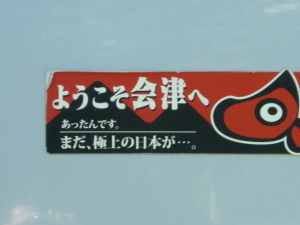 ようこそ会津へ
あったんです。
まだ、極上の日本が…。